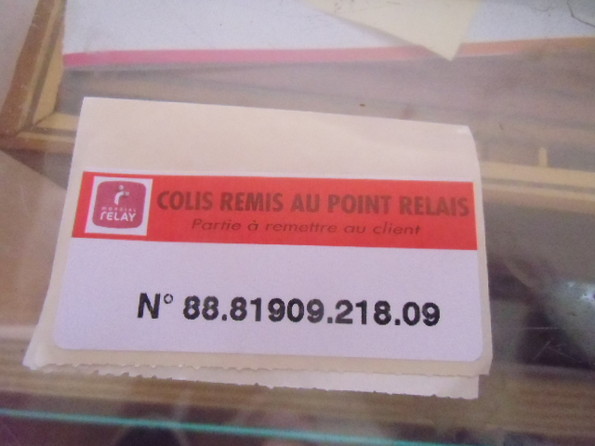 MONDIAL
RELAY
COLIS REMIS AU POINT RELAIS
Partie à remettre au client
N° 88.81909.218.09